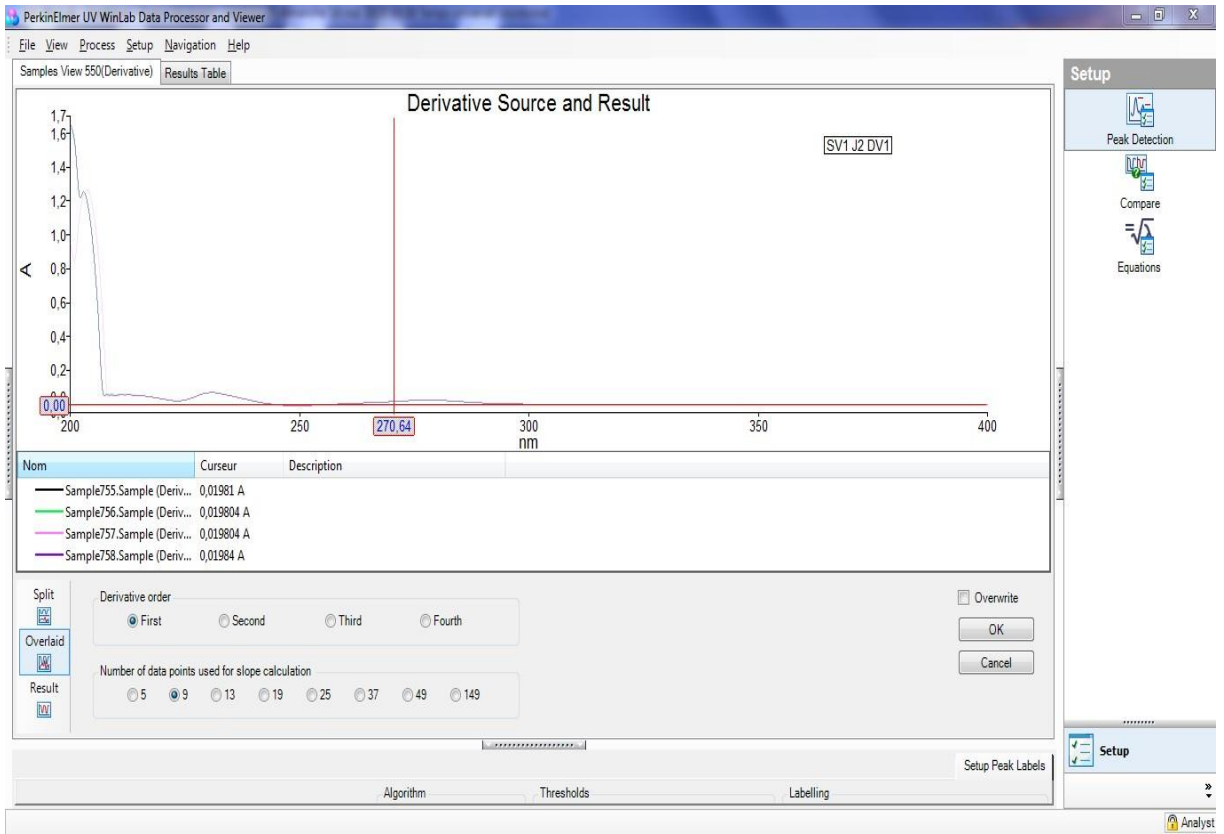 PerkinElmer UV WinLab Data Processor and Viewer
File View Process Setup Navigation Help
Samples View 550(Derivative) Results Table
Setup
Derivative Source and Result
SV1 J2 DV1
1,7
1,6
1,4
1,2
1,0
0,8
0,6
0,4
0,2
0,00
A
200 250 270,64 300 350 400
nm
Peak Detection
Compare
Equations
Nom Curseur Description
Sample755.Sample (Deriv... 0,01981 A
Sample756.Sample (Deriv... 0,019804 A
Sample757.Sample (Deriv... 0,019804 A
Sample758.Sample (Deriv... 0,01984 A
Split
Overlaid
Result
Derivative order
First Second Third Fourth
Number of data points used for slope calculation
5 9 13 19 25 37 49 149
Overwrite
OK
Cancel
Setup
Setup Peak Labels
Algorithm Thresholds Labelling
Analyst